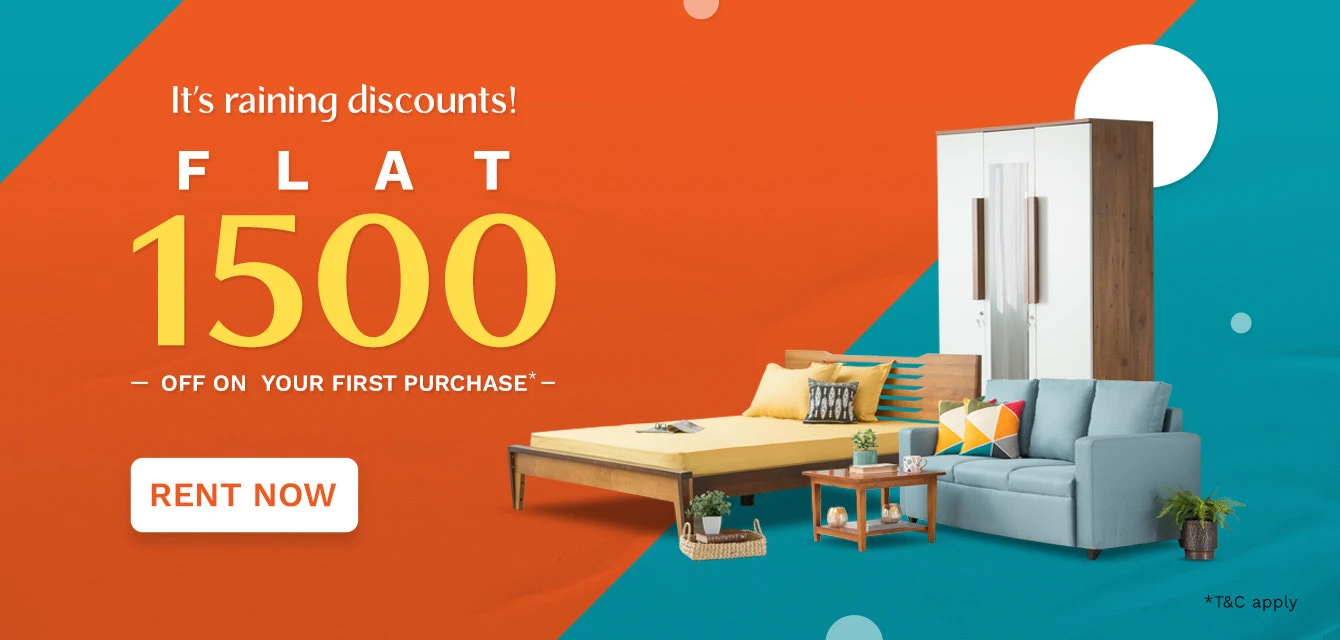 It's raining discounts!
FLAT
1500
– OFF ON YOUR FIRST PURCHASE* –
RENT NOW
*T&C apply